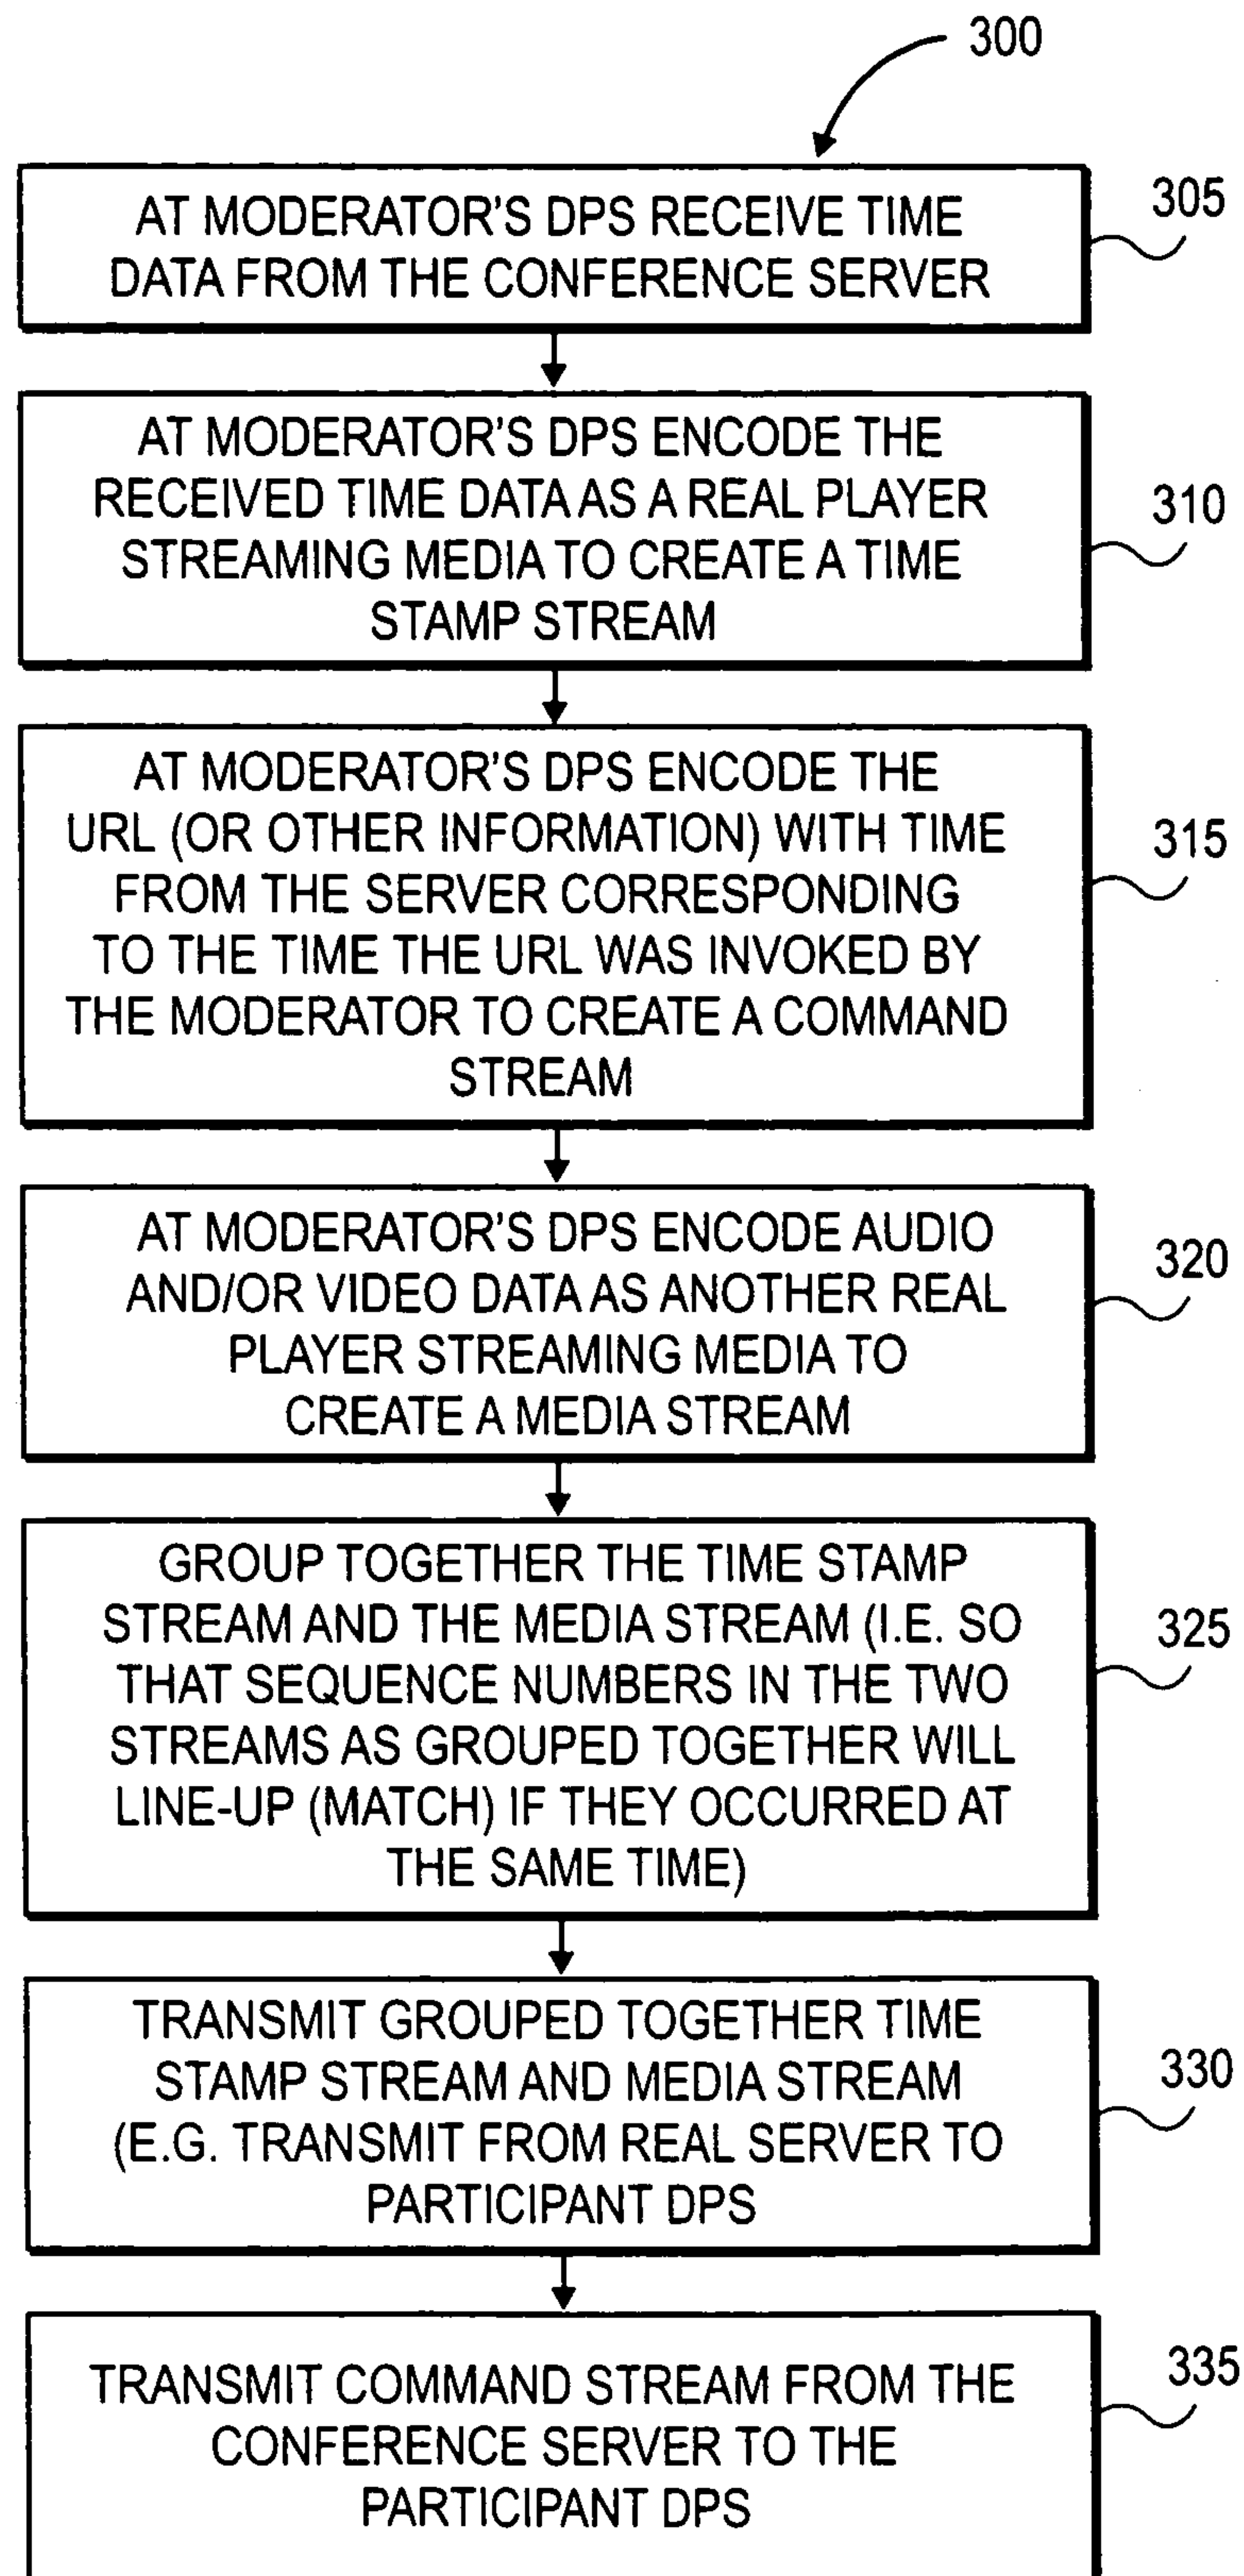 300
AT MODERATOR'S DPS RECEIVE TIME
DATA FROM THE CONFERENCE SERVER
305
AT MODERATOR'S DPS ENCODE THE
RECEIVED TIME DATA AS A REAL PLAYER
STREAMING MEDIA TO CREATE A TIME
STAMP STREAM
310
AT MODERATOR'S DPS ENCODE THE
URL (OR OTHER INFORMATION) WITH TIME
FROM THE SERVER CORRESPONDING
TO THE TIME THE URL WAS INVOKED BY
THE MODERATOR TO CREATE A COMMAND
STREAM
315
AT MODERATOR'S DPS ENCODE AUDIO
AND/OR VIDEO DATA AS ANOTHER REAL
PLAYER STREAMING MEDIA TO
CREATE A MEDIA STREAM
320
GROUP TOGETHER THE TIME STAMP
STREAM AND THE MEDIA STREAM (I.E. SO
THAT SEQUENCE NUMBERS IN THE TWO
STREAMS AS GROUPED TOGETHER WILL
LINE-UP (MATCH) IF THEY OCCURRED AT
THE SAME TIME)
325
TRANSMIT GROUPED TOGETHER TIME
STAMP STREAM AND MEDIA STREAM
(E.G. TRANSMIT FROM REAL SERVER TO
PARTICIPANT DPS
330
TRANSMIT COMMAND STREAM FROM THE
CONFERENCE SERVER TO THE
PARTICIPANT DPS
335